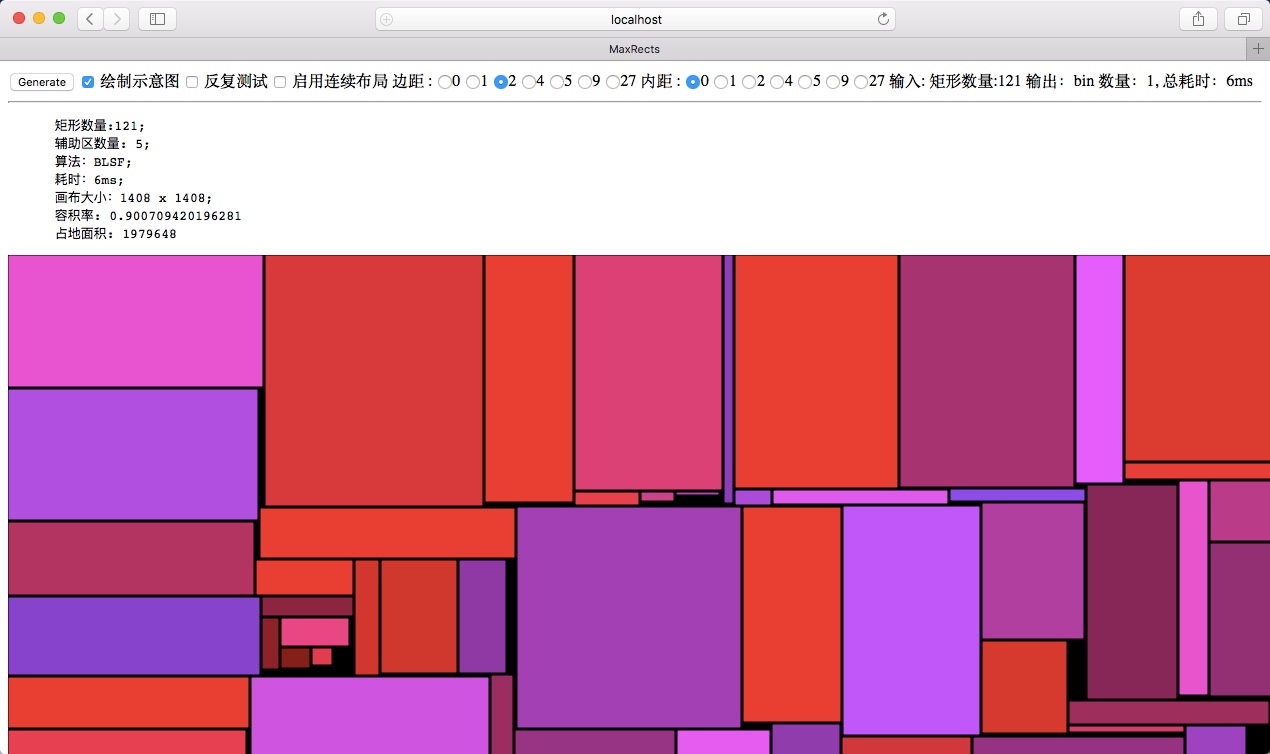 localhost
MaxRects
Generate 绘制示意图 反复测试 启用连续布局 边距 : 0 1 2 4 5 9 27 内距 : 0 1 2 4 5 9 27 输入: 矩形数量:121 输出： bin 数量： 1, 总耗时： 6ms
矩形数量:121;
辅助区数量: 5;
算法: BLSF;
耗时: 6ms;
画布大小: 1408 x 1408;
容积率: 0.900709420196281
占地面积: 1979648